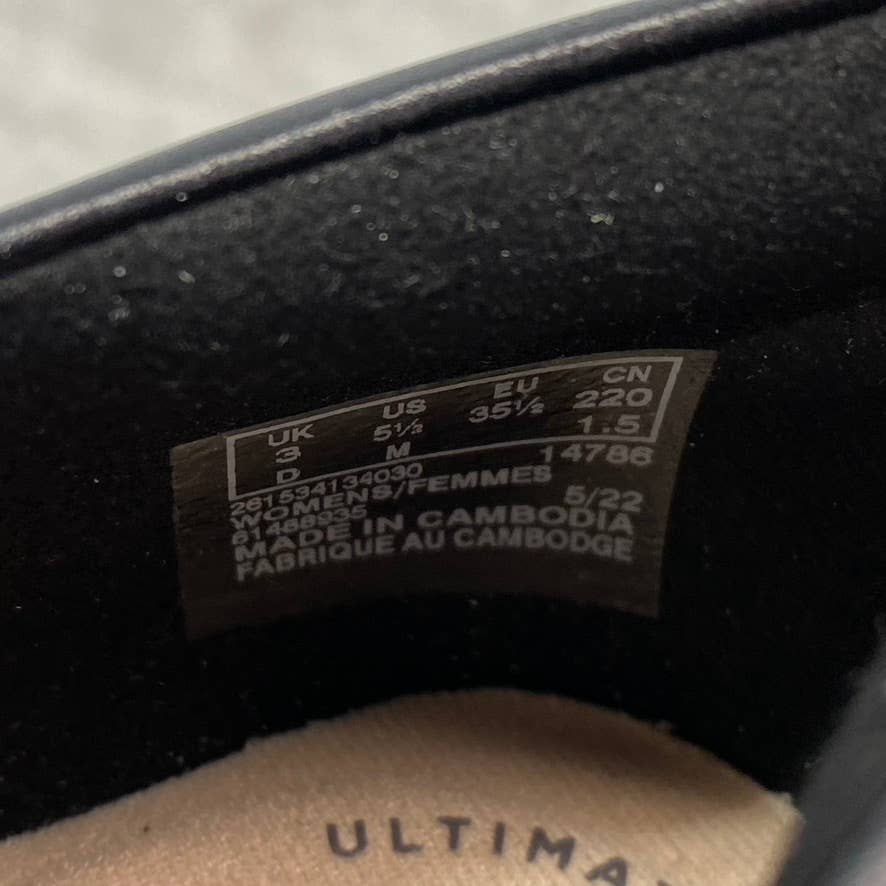 UK US EU CN
3 5½ 35½ 220
D M 1.5
261534134030 14786
WOMENS/FEMMES
61488935 5/22
MADE IN CAMBODIA
FABRIQUE AU CAMBODGE